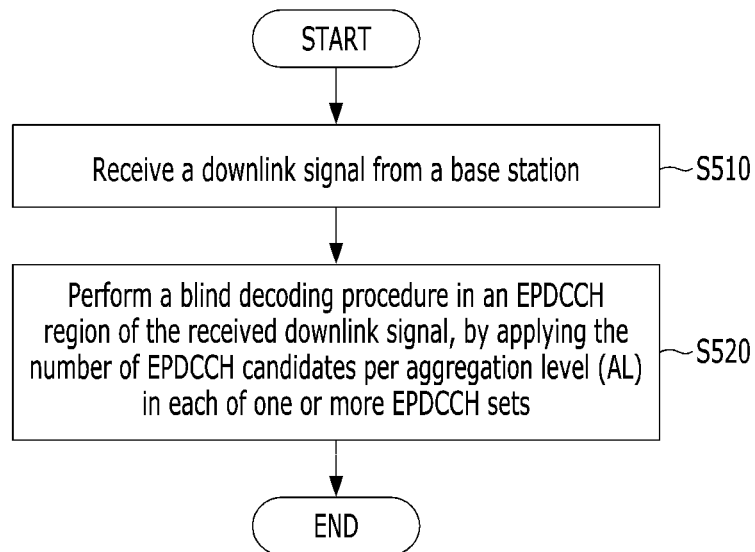 START
Receive a downlink signal from a base station
S510
Perform a blind decoding procedure in an EPDCCH
region of the received downlink signal, by applying the
number of EPDCCH candidates per aggregation level (AL)
in each of one or more EPDCCH sets
S520
END